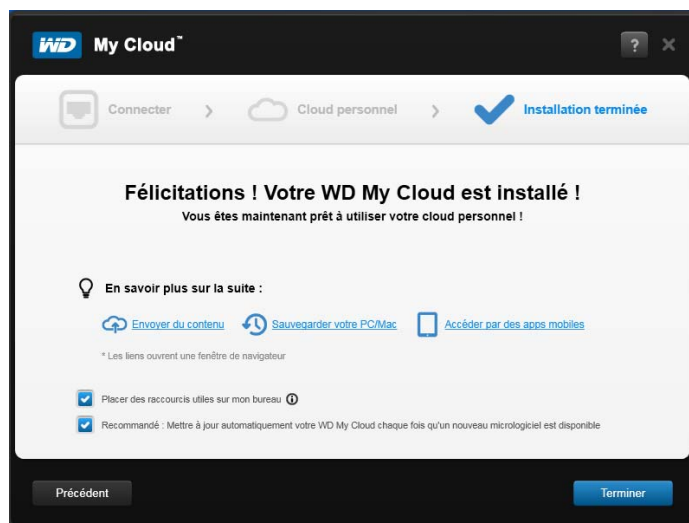 WD My Cloud™
?
Connecter
Cloud personnel
Installation terminée
Félicitations ! Votre WD My Cloud est installé !
Vous êtes maintenant prêt à utiliser votre cloud personnel !
En savoir plus sur la suite :
Envoyer du contenu Sauvegarder votre PC/Mac Accéder par des apps mobiles
* Les liens ouvrent une fenêtre de navigateur
Placer des raccourcis utiles sur mon bureau
Recommandé : Mettre à jour automatiquement votre WD My Cloud chaque fois qu'un nouveau micrologiciel est disponible
Précédent
Terminer